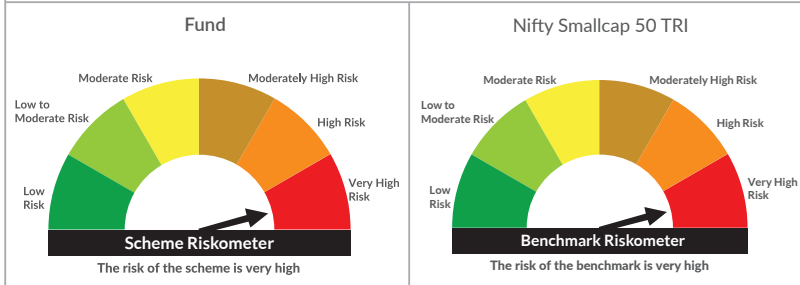 Fund
Moderate Risk
Moderately High Risk
Low to
Moderate Risk
High Risk
Low
Risk
Very High
Risk
Scheme Riskometer
The risk of the scheme is very high
Nifty Smallcap 50 TRI
Moderate Risk
Moderately High Risk
Low to
Moderate Risk
High Risk
Low
Risk
Very High
Risk
Benchmark Riskometer
The risk of the benchmark is very high